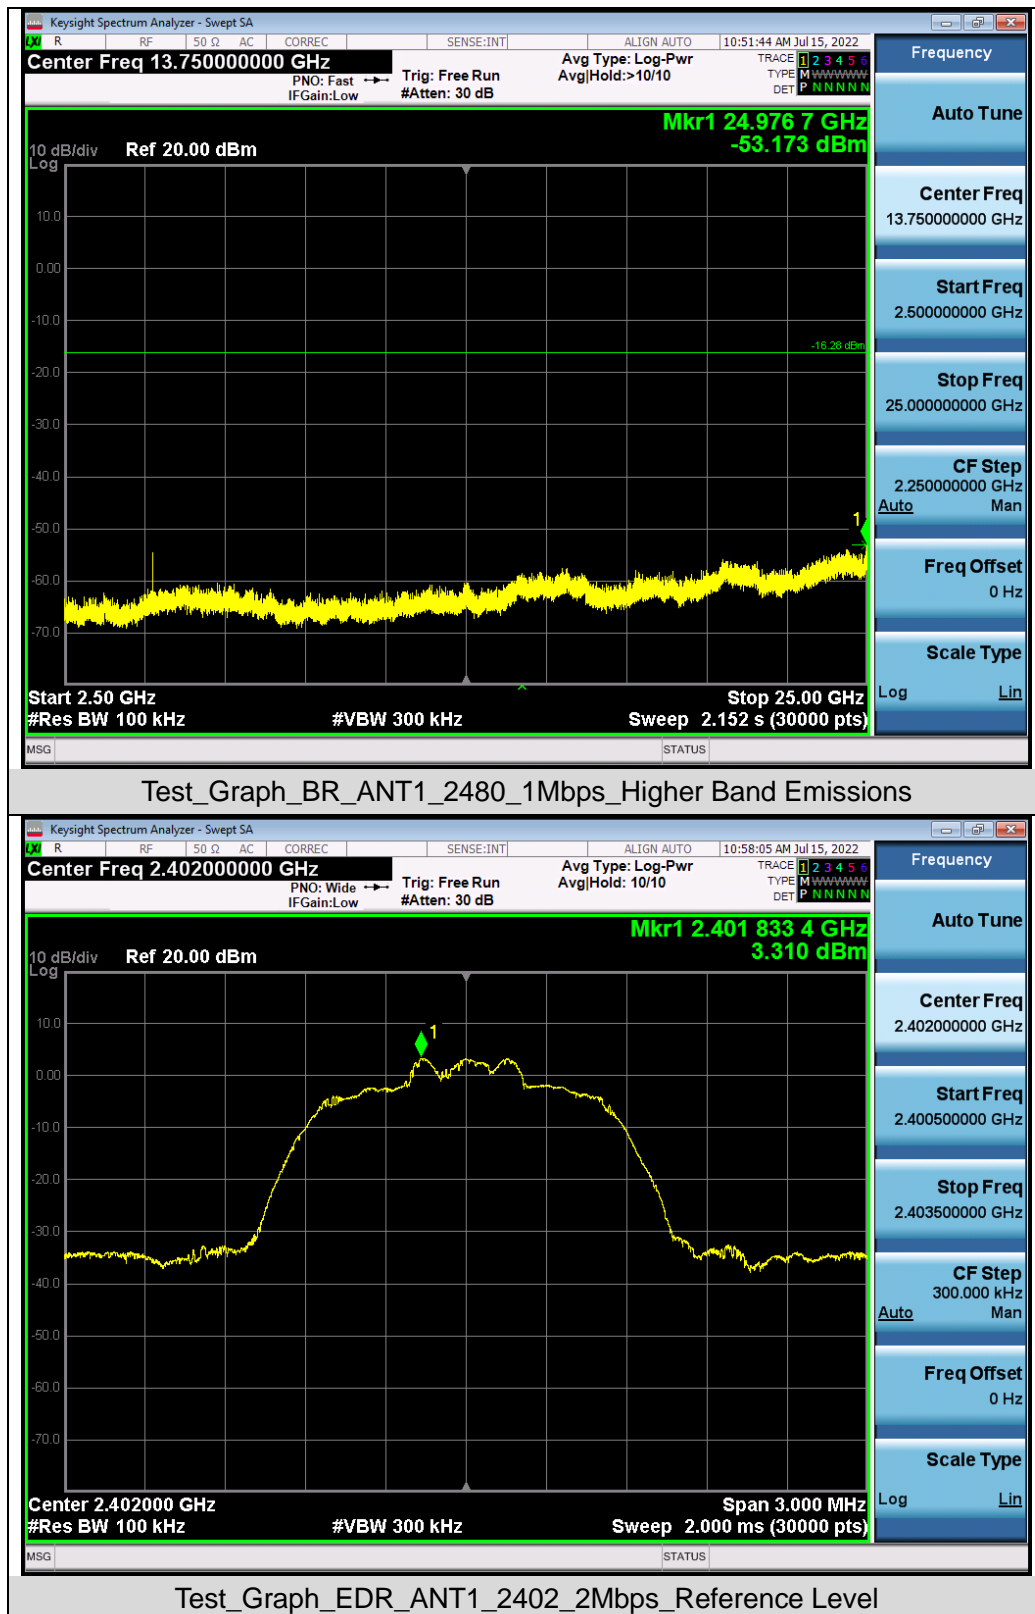 Keysight Spectrum Analyzer - Swept SA
LXI R RF 50 Ω AC CORREC SENSE:INT ALIGN AUTO 10:51:44 AM Jul 15, 2022
Center Freq 13.750000000 GHz
PNO: Fast
IFGain:Low
Trig: Free Run
#Atten: 30 dB
Avg Type: Log-Pwr
Avg|Hold:>10/10
TRACE 1 2 3 4 5 6
TYPE M WWWWW
DET P N N N N N
Mkr1 24.976 7 GHz
-53.173 dBm
10 dB/div Ref 20.00 dBm
Log
10.0
0.00
-10.0
-16.28 dBm
-20.0
-30.0
-40.0
-50.0
1
-60.0
-70.0
Start 2.50 GHz Stop 25.00 GHz
#Res BW 100 kHz #VBW 300 kHz Sweep 2.152 s (30000 pts)
MSG STATUS
Frequency
Auto Tune
Center Freq
13.750000000 GHz
Start Freq
2.500000000 GHz
Stop Freq
25.000000000 GHz
CF Step
2.250000000 GHz
Auto Man
Freq Offset
0 Hz
Scale Type
Log Lin
Test_Graph_BR_ANT1_2480_1Mbps_Higher Band Emissions
Keysight Spectrum Analyzer - Swept SA
LXI R RF 50 Ω AC CORREC SENSE:INT ALIGN AUTO 10:58:05 AM Jul 15, 2022
Center Freq 2.402000000 GHz
PNO: Wide
IFGain:Low
Trig: Free Run
#Atten: 30 dB
Avg Type: Log-Pwr
Avg|Hold: 10/10
TRACE 1 2 3 4 5 6
TYPE M WWWWW
DET P N N N N N
Mkr1 2.401 833 4 GHz
3.310 dBm
10 dB/div Ref 20.00 dBm
Log
10.0
1
0.00
-10.0
-20.0
-30.0
-40.0
-50.0
-60.0
-70.0
Center 2.402000 GHz Span 3.000 MHz
#Res BW 100 kHz #VBW 300 kHz Sweep 2.000 ms (30000 pts)
MSG STATUS
Frequency
Auto Tune
Center Freq
2.402000000 GHz
Start Freq
2.400500000 GHz
Stop Freq
2.403500000 GHz
CF Step
300.000 kHz
Auto Man
Freq Offset
0 Hz
Scale Type
Log Lin
Test_Graph_EDR_ANT1_2402_2Mbps_Reference Level